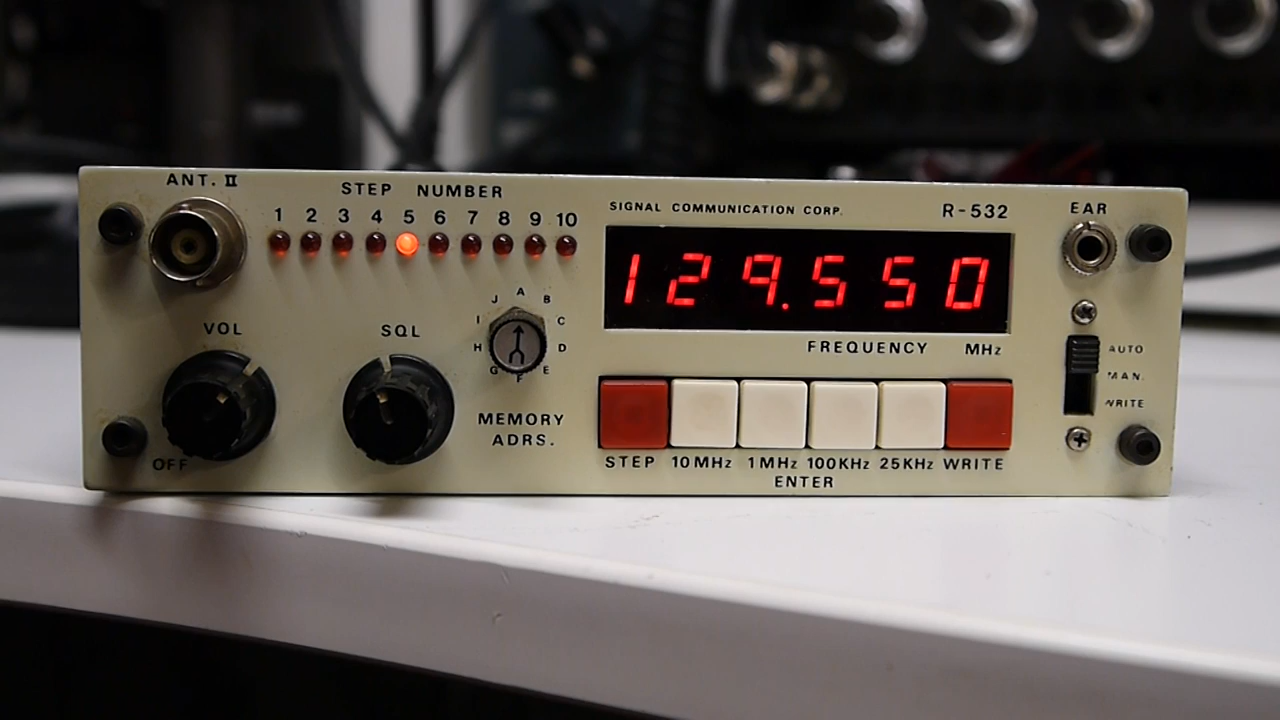 ANT. II
STEP NUMBER
1 2 3 4 5 6 7 8 9 10
SIGNAL COMMUNICATION CORP. R-532
EAR
129.550
FREQUENCY MHz
VOL
SQL
OFF
A
B
C
D
E
F
G
H
I
J
MEMORY
ADRS.
STEP 10MHz 1MHz 100KHz 25KHz WRITE
ENTER
AUTO
MAN.
WRITE